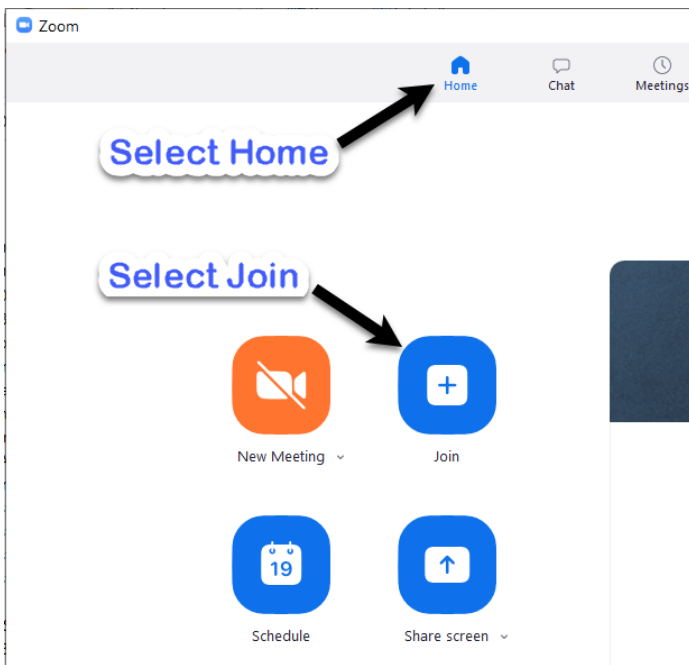 Zoom
Home
Chat
Meetings
Select Home
Select Join
New Meeting
Join
19
Schedule
Share screen